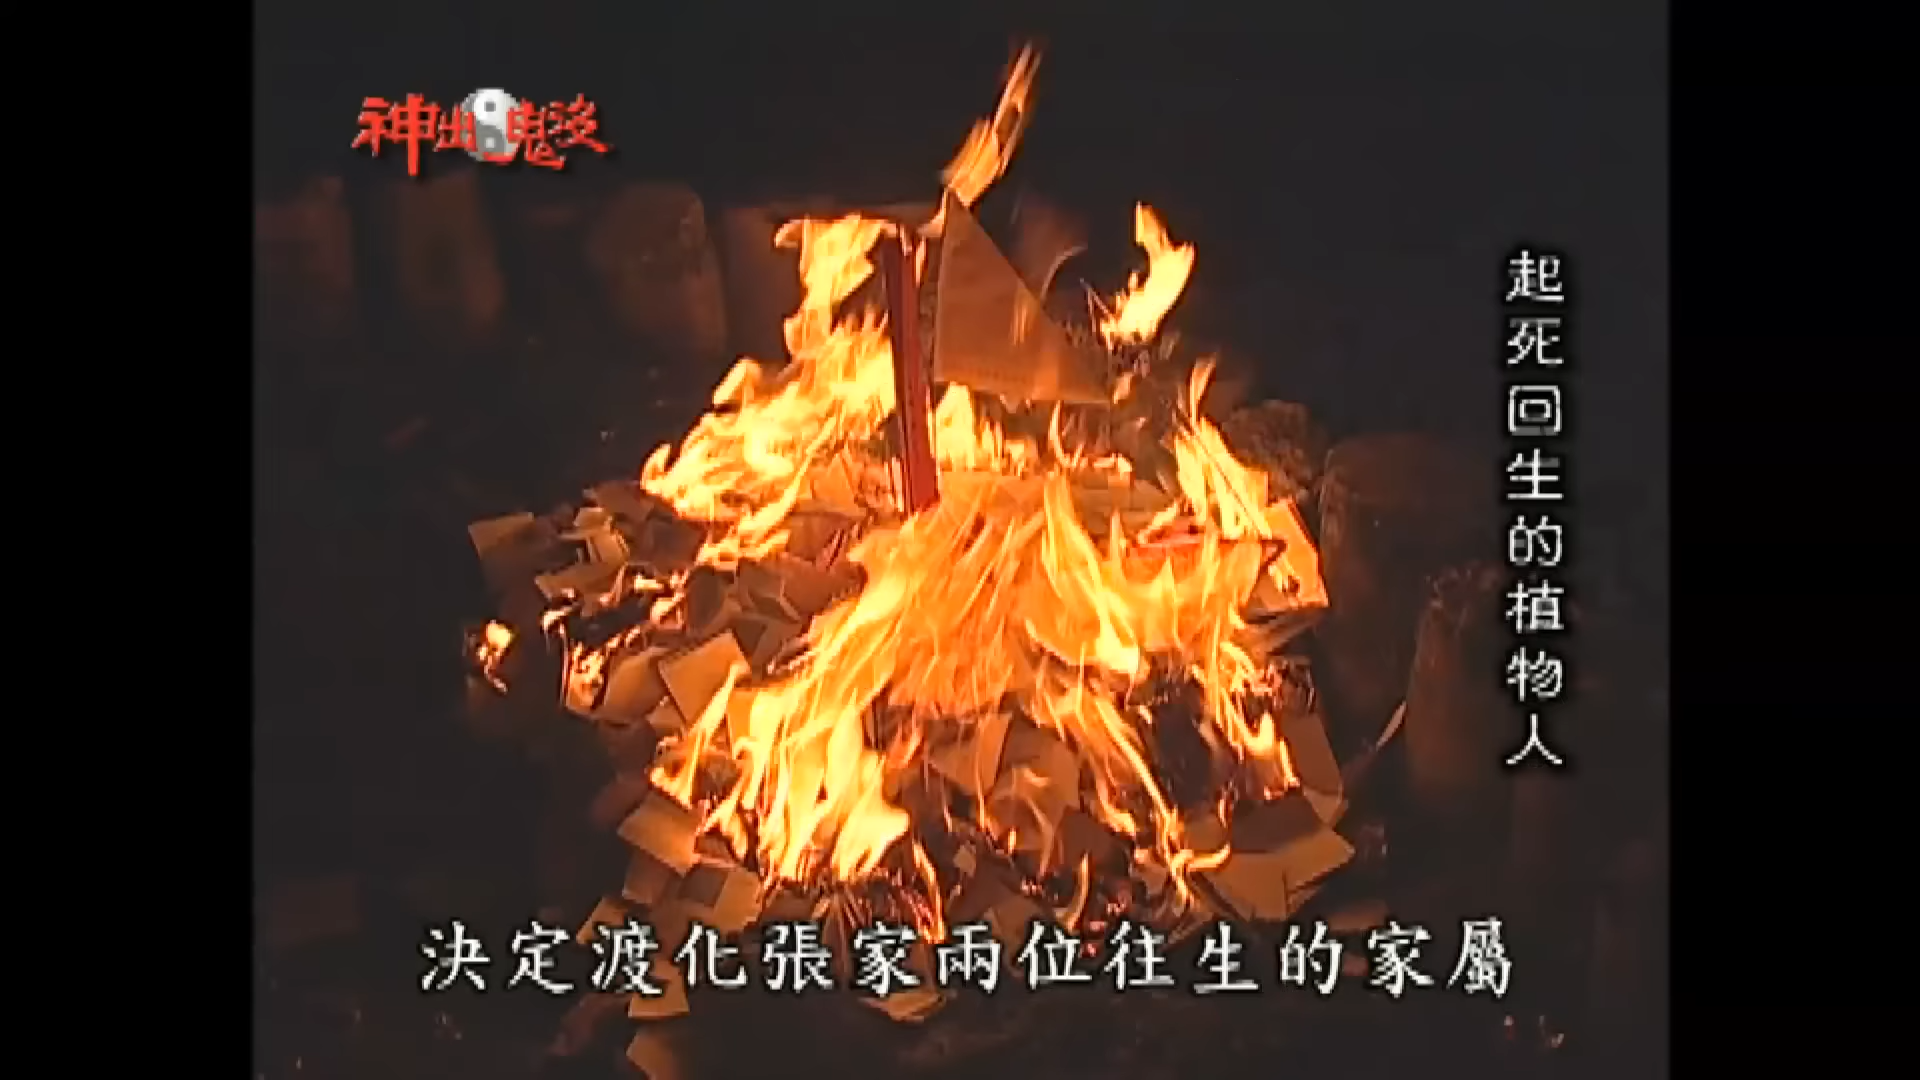 神出鬼沒
起死回生的植物人
決定渡化張家兩位往生的家屬